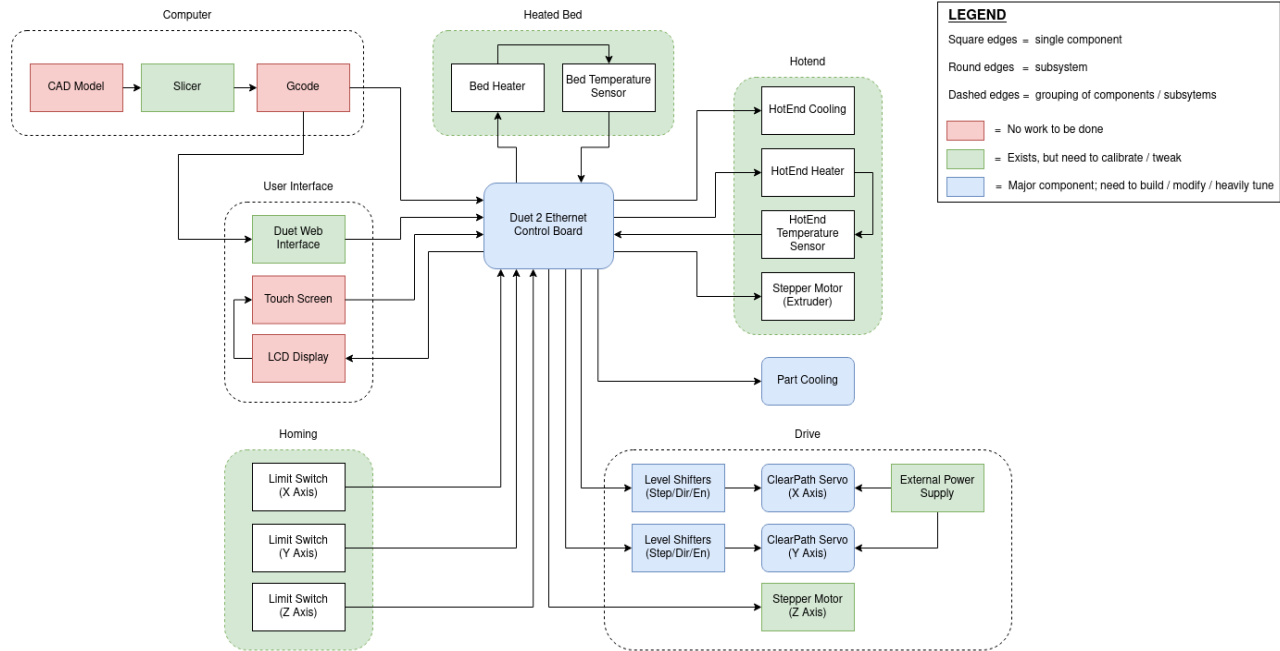 Computer
CAD Model
Slicer
Gcode
Heated Bed
Bed Heater
Bed Temperature
Sensor
Hotend
HotEnd Cooling
HotEnd Heater
HotEnd
Temperature
Sensor
Stepper Motor
(Extruder)
LEGEND
Square edges = single component
Round edges = subsystem
Dashed edges = grouping of components / subsytems
= No work to be done
= Exists, but need to calibrate / tweak
= Major component; need to build / modify / heavily tune
User Interface
Duet Web
Interface
Touch Screen
LCD Display
Duet 2 Ethernet
Control Board
Part Cooling
Homing
Limit Switch
(X Axis)
Limit Switch
(Y Axis)
Limit Switch
(Z Axis)
Drive
Level Shifters
(Step/Dir/En)
ClearPath Servo
(X Axis)
External Power
Supply
Level Shifters
(Step/Dir/En)
ClearPath Servo
(Y Axis)
Stepper Motor
(Z Axis)